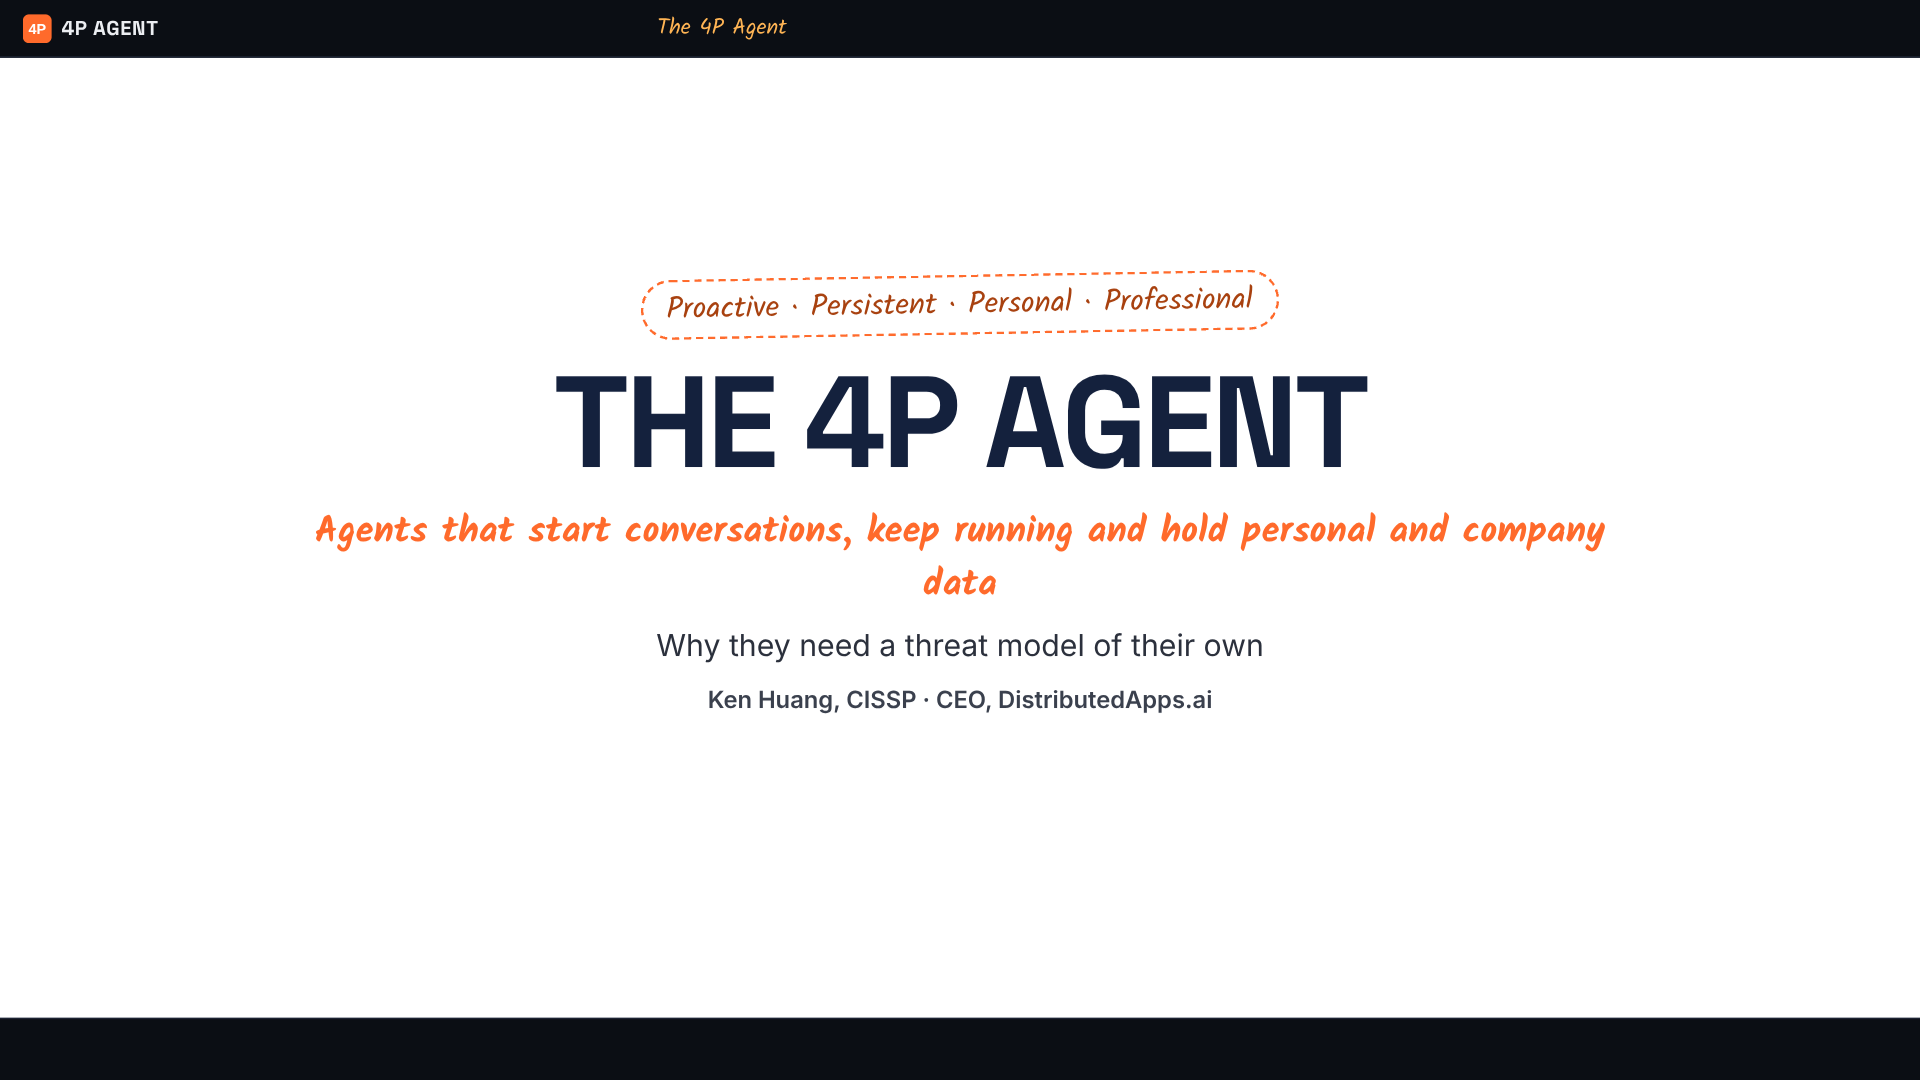 4P 4P AGENT
The 4P Agent
Proactive · Persistent · Personal · Professional
THE 4P AGENT
Agents that start conversations, keep running and hold personal and company
data
Why they need a threat model of their own
Ken Huang, CISSP · CEO, DistributedApps.ai